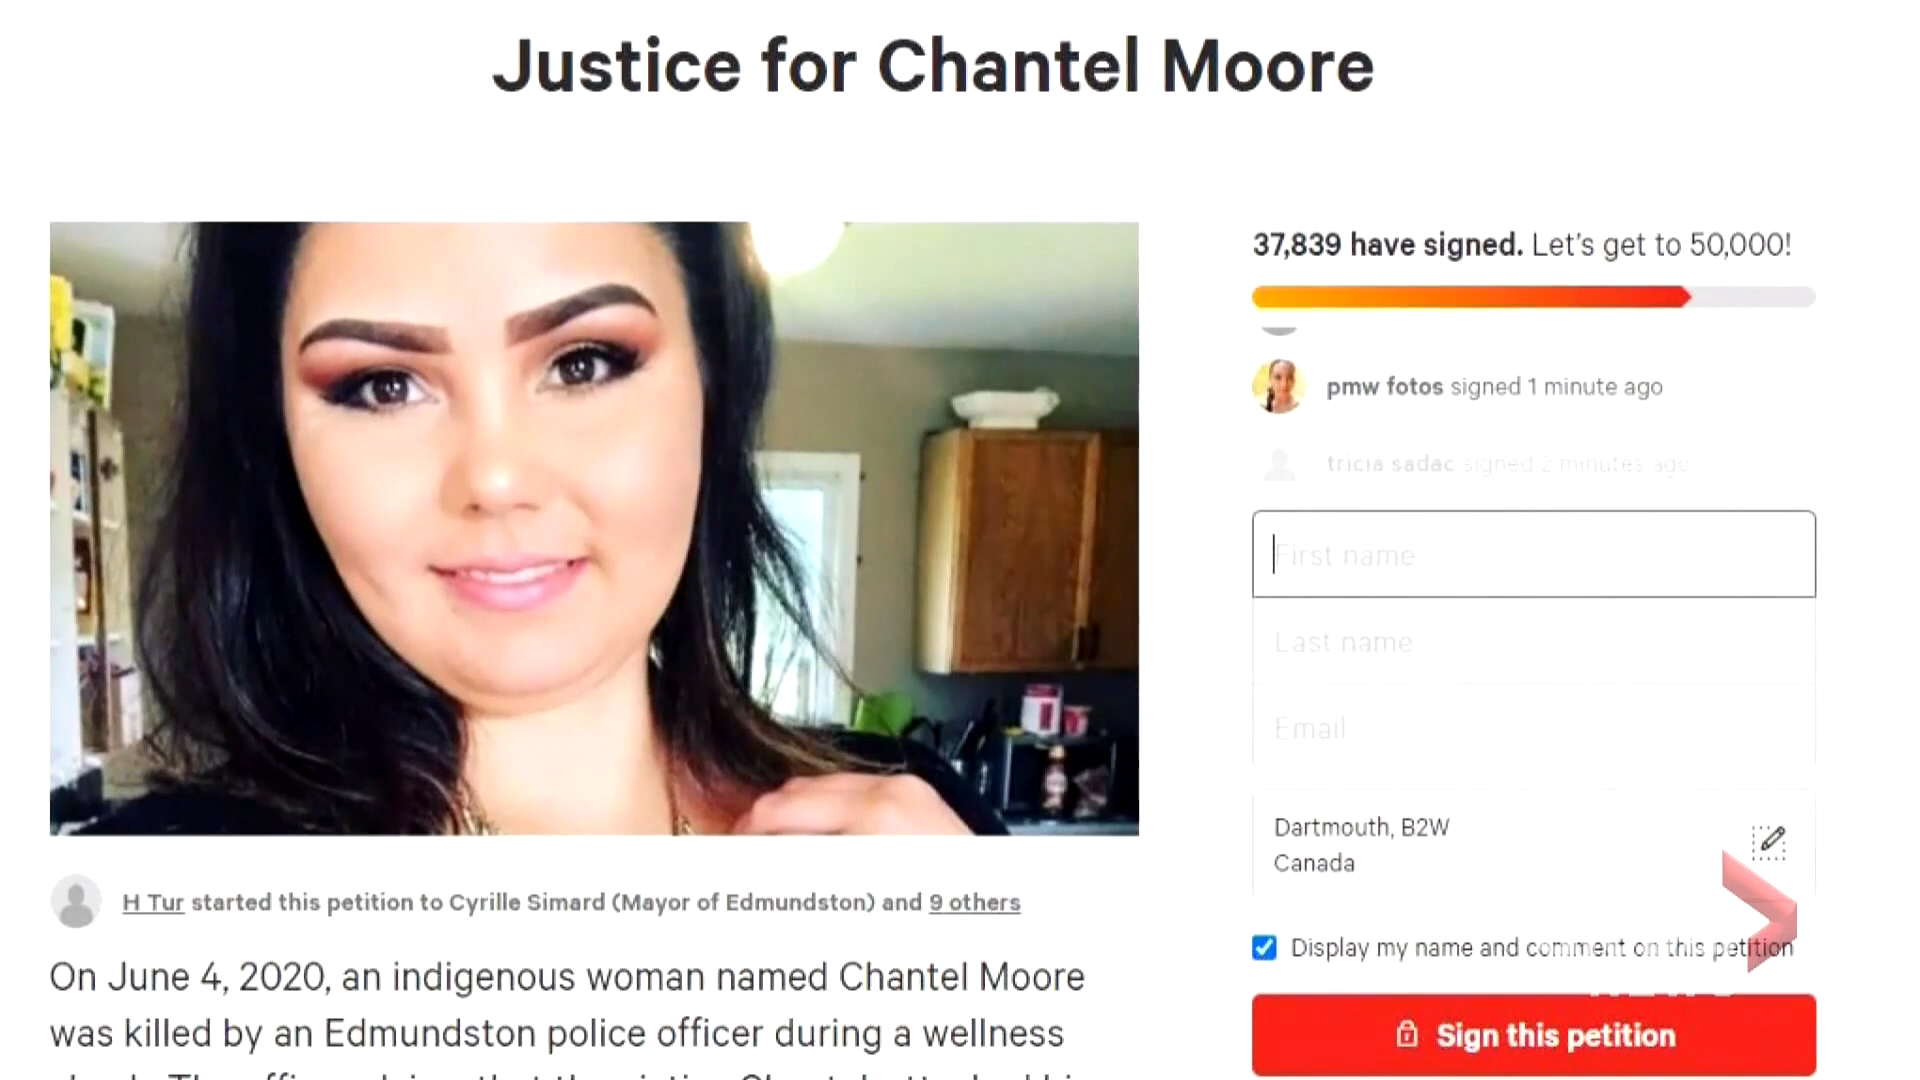 Justice for Chantel Moore
37,839 have signed. Let's get to 50,000!
pmw fotos signed 1 minute ago
tricia sadac signed 2 minutes ago
First name
Last name
Email
Dartmouth, B2W
Canada
Display my name and comment on this petition
Sign this petition
H Tur started this petition to Cyrille Simard (Mayor of Edmundston) and 9 others
On June 4, 2020, an indigenous woman named Chantel Moore
was killed by an Edmundston police officer during a wellness